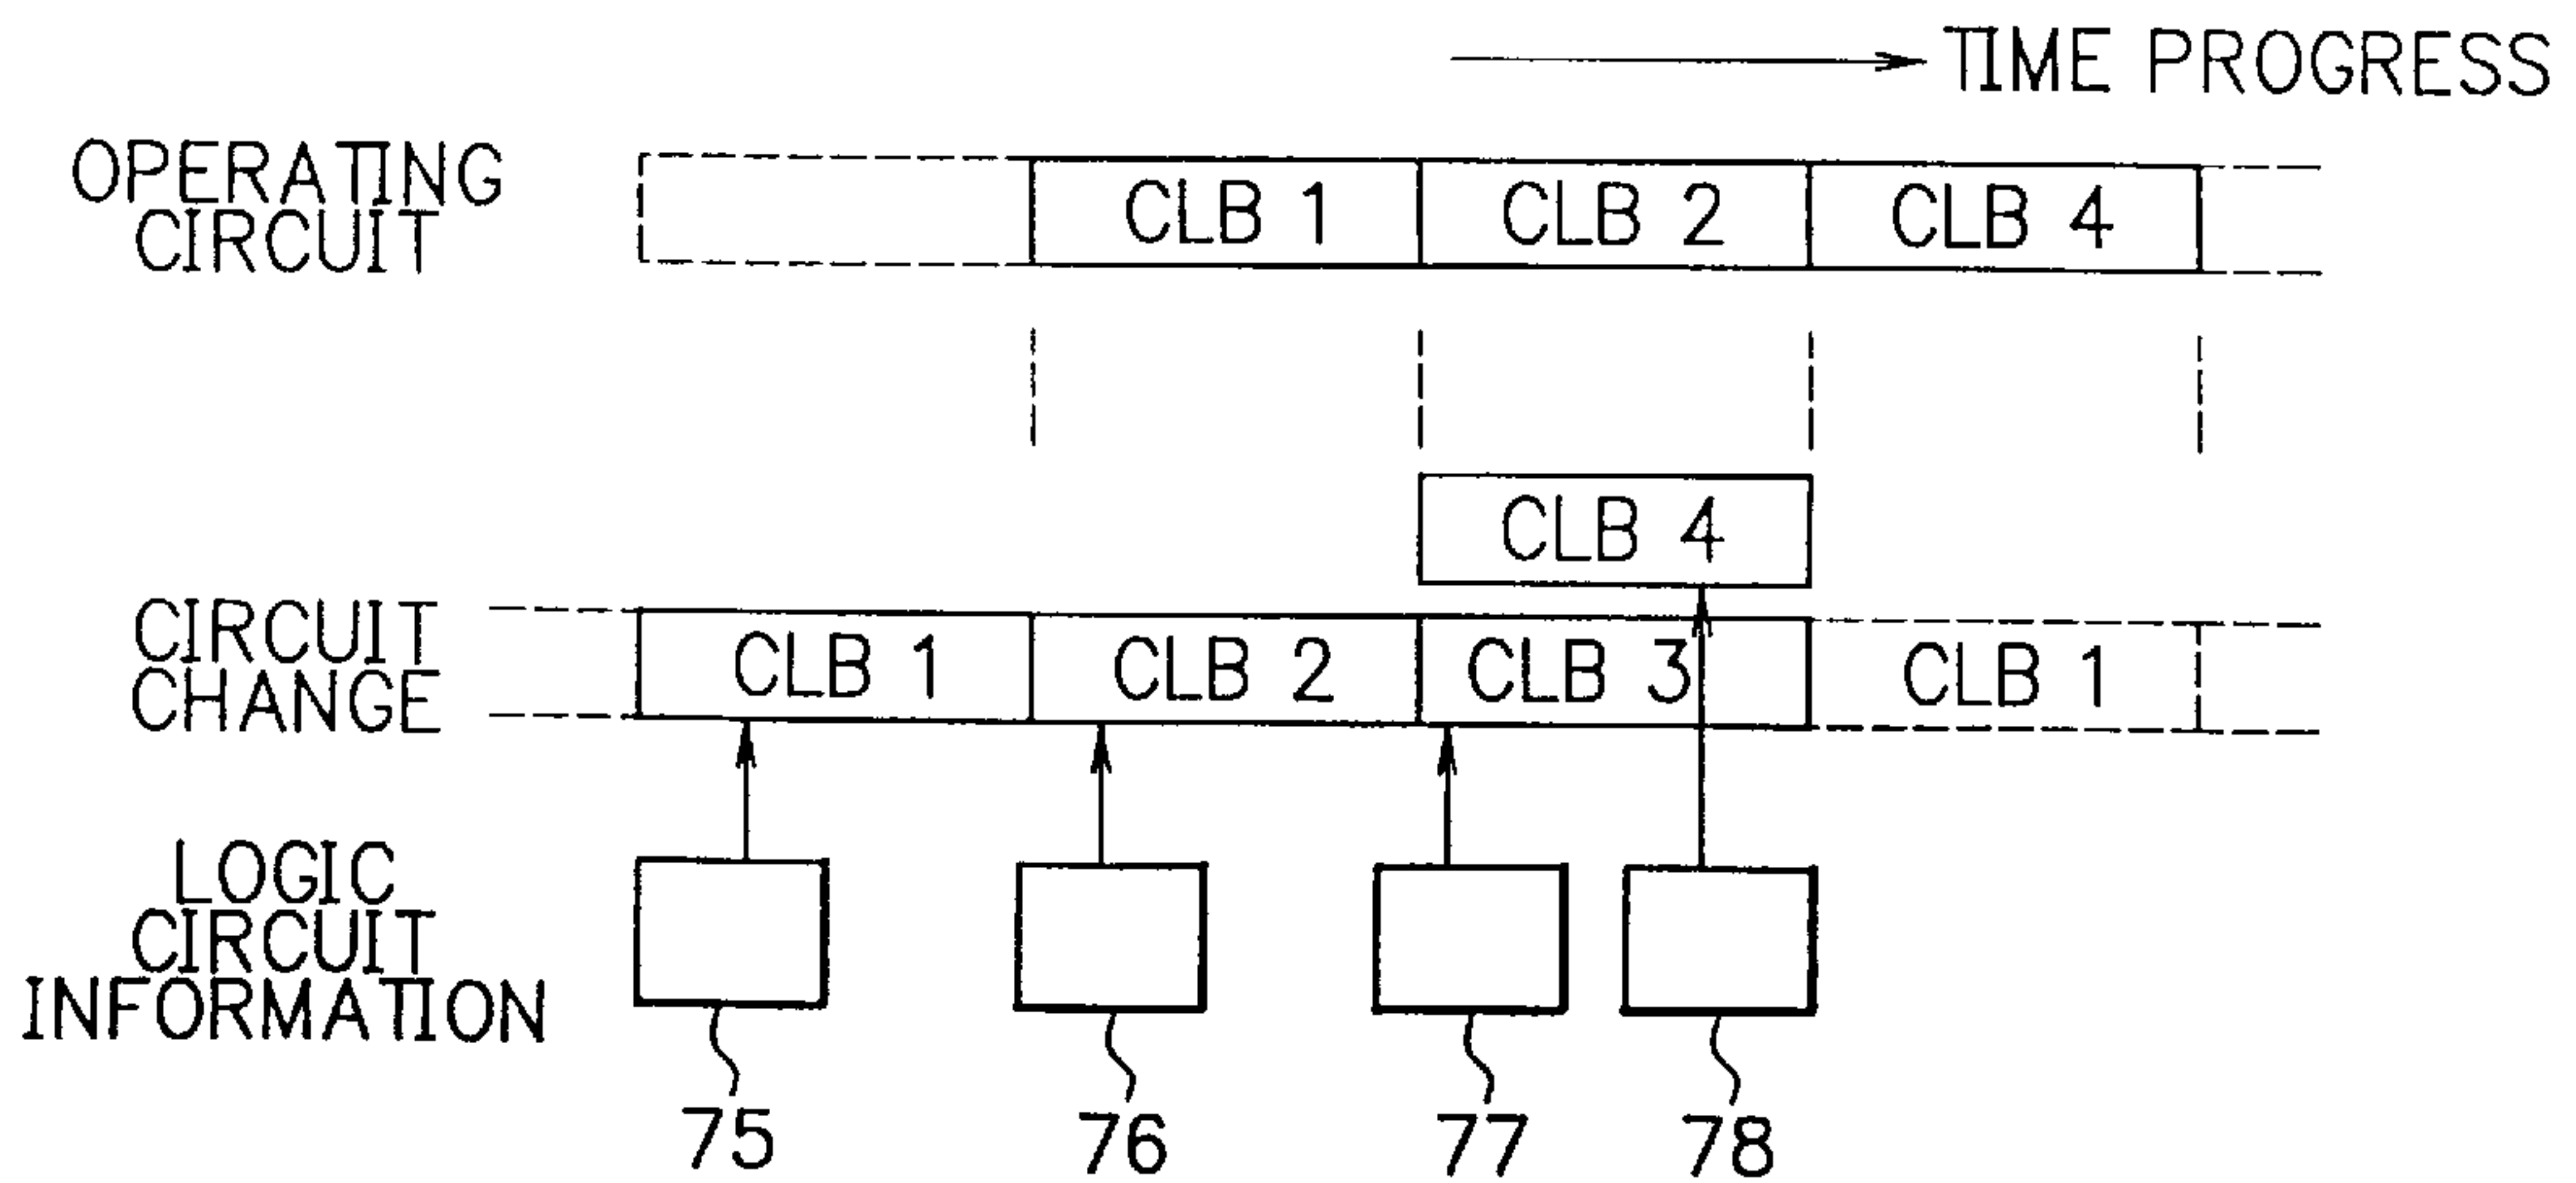 TIME PROGRESS
OPERATING
CIRCUIT
CLB 1
CLB 2
CLB 4
CLB 4
CIRCUIT
CHANGE
CLB 1
CLB 2
CLB 3
CLB 1
LOGIC
CIRCUIT
INFORMATION
75
76
77
78